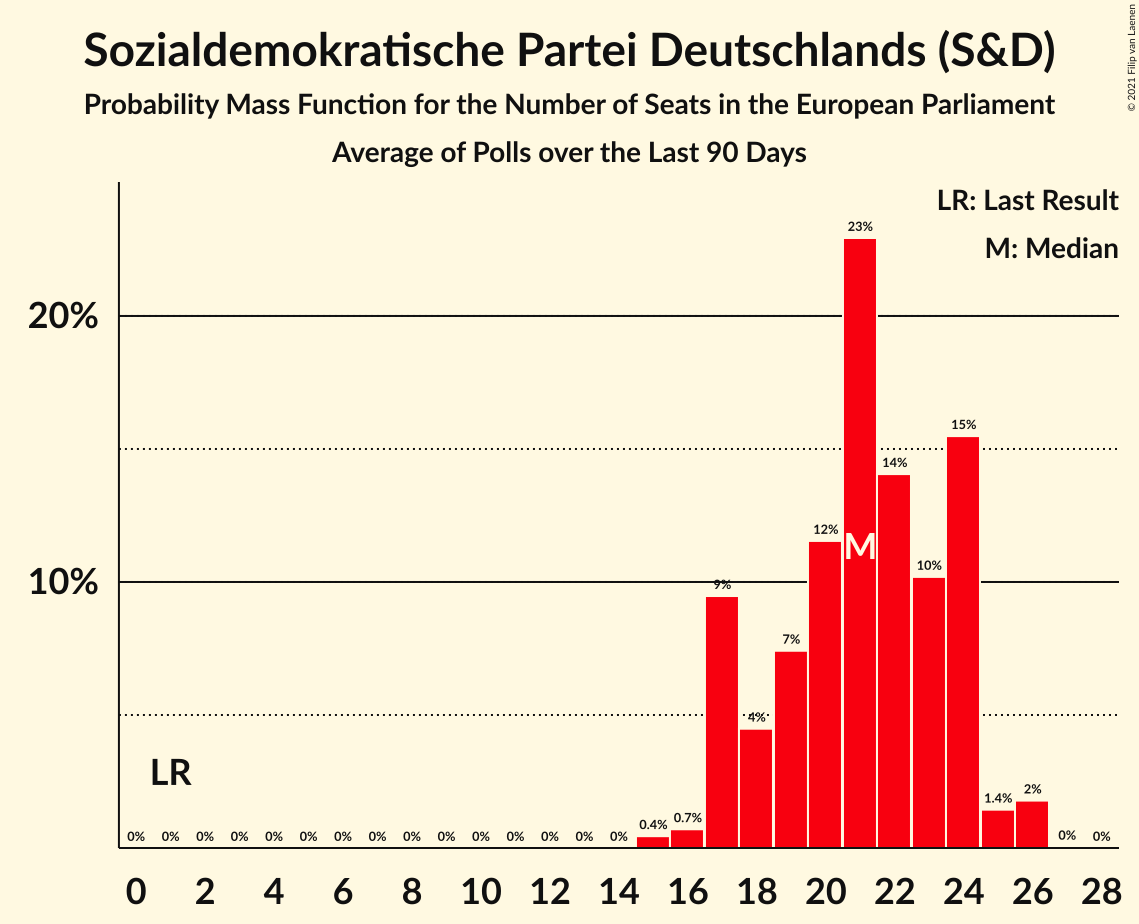 Sozialdemokratische Partei Deutschlands (S&D)
Probability Mass Function for the Number of Seats in the European Parliament
Average of Polls over the Last 90 Days
© 2021 Filip van Laenen
LR: Last Result
M: Median
20%
10%
23%
15%
14%
12%
M
10%
9%
7%
4%
LR
0% 0% 0% 0% 0% 0% 0% 0% 0% 0% 0% 0% 0% 0% 0% 0.4% 0.7% 1.4% 2% 0% 0%
0 2 4 6 8 10 12 14 16 18 20 22 24 26 28